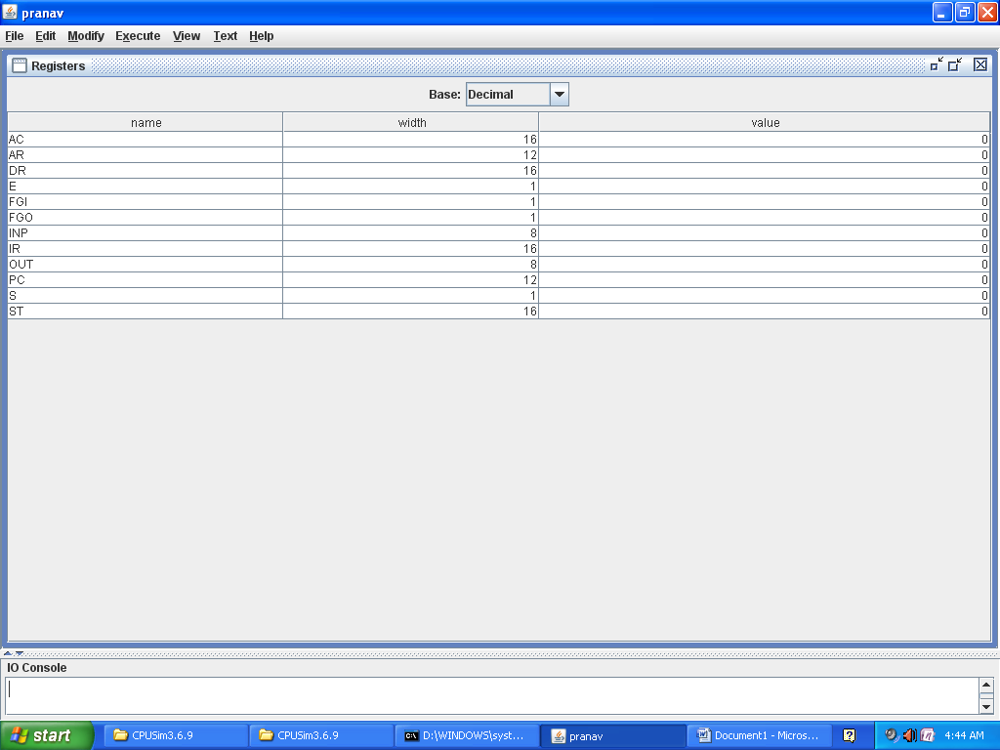 pranav
File Edit Modify Execute View Text Help
Registers
Base: Decimal
name width value
AC 16 0
AR 12 0
DR 16 0
E 1 0
FGI 1 0
FGO 1 0
INP 8 0
IR 16 0
OUT 8 0
PC 12 0
S 1 0
ST 16 0
IO Console
start CPUSim3.6.9 CPUSim3.6.9 D:\WINDOWS\syst... pranav Document1 - Micros... 4:44 AM